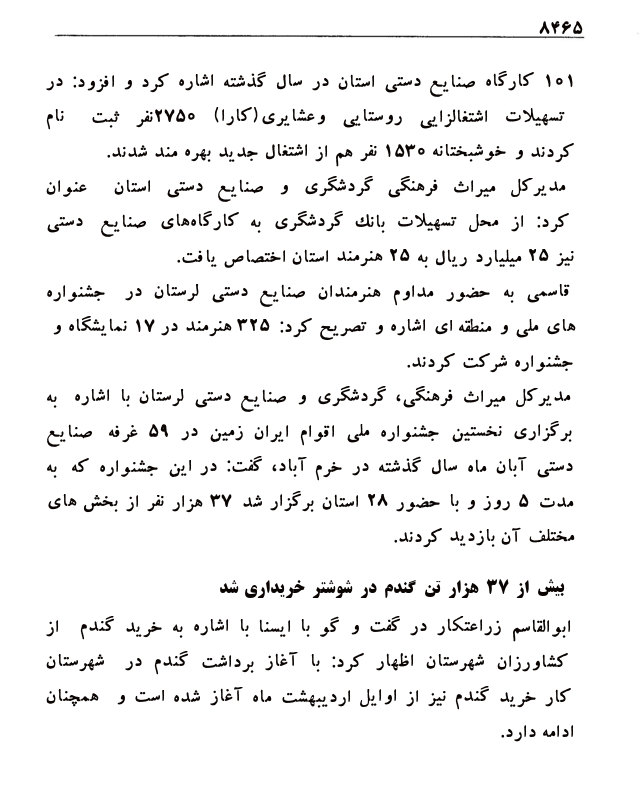 ۸۴۶۵
۱۰۱ کارگاه صنایع دستی استان در سال گذشته اشاره کرد و افزود: در
تسهیلات اشتغالزایی روستایی وعشایری(کارا) ۲۷۵۰نفر ثبت نام
کردند و خوشبختانه ۱۵۳۰ نفر هم از اشتغال جدید بهره مند شدند.
مدیرکل میراث فرهنگی گردشگری و صنایع دستی استان عنوان
کرد: از محل تسهیلات بانك گردشگری به کارگاه‌های صنایع دستی
نیز ۲۵ میلیارد ریال به ۲۵ هنرمند استان اختصاص یافت.
قاسمی به حضور مداوم هنرمندان صنایع دستی لرستان در جشنواره
های ملی و منطقه ای اشاره و تصریح کرد: ۳۲۵ هنرمند در ۱۷ نمایشگاه و
جشنواره شرکت کردند.
مدیرکل میراث فرهنگی، گردشگری و صنایع دستی لرستان با اشاره به
برگزاری نخستین جشنواره ملی اقوام ایران زمین در ۵۹ غرفه صنایع
دستی آبان ماه سال گذشته در خرم آباد، گفت: در این جشنواره که به
مدت ۵ روز و با حضور ۲۸ استان برگزار شد ۳۷ هزار نفر از بخش های
مختلف آن بازدید کردند.
بیش از ۳۷ هزار تن گندم در شوشتر خریداری شد
ابوالقاسم زراعتکار در گفت و گو با ایسنا با اشاره به خرید گندم از
کشاورزان شهرستان اظهار کرد: با آغاز برداشت گندم در شهرستان
کار خرید گندم نیز از اوایل اردیبهشت ماه آغاز شده است و همچنان
ادامه دارد.